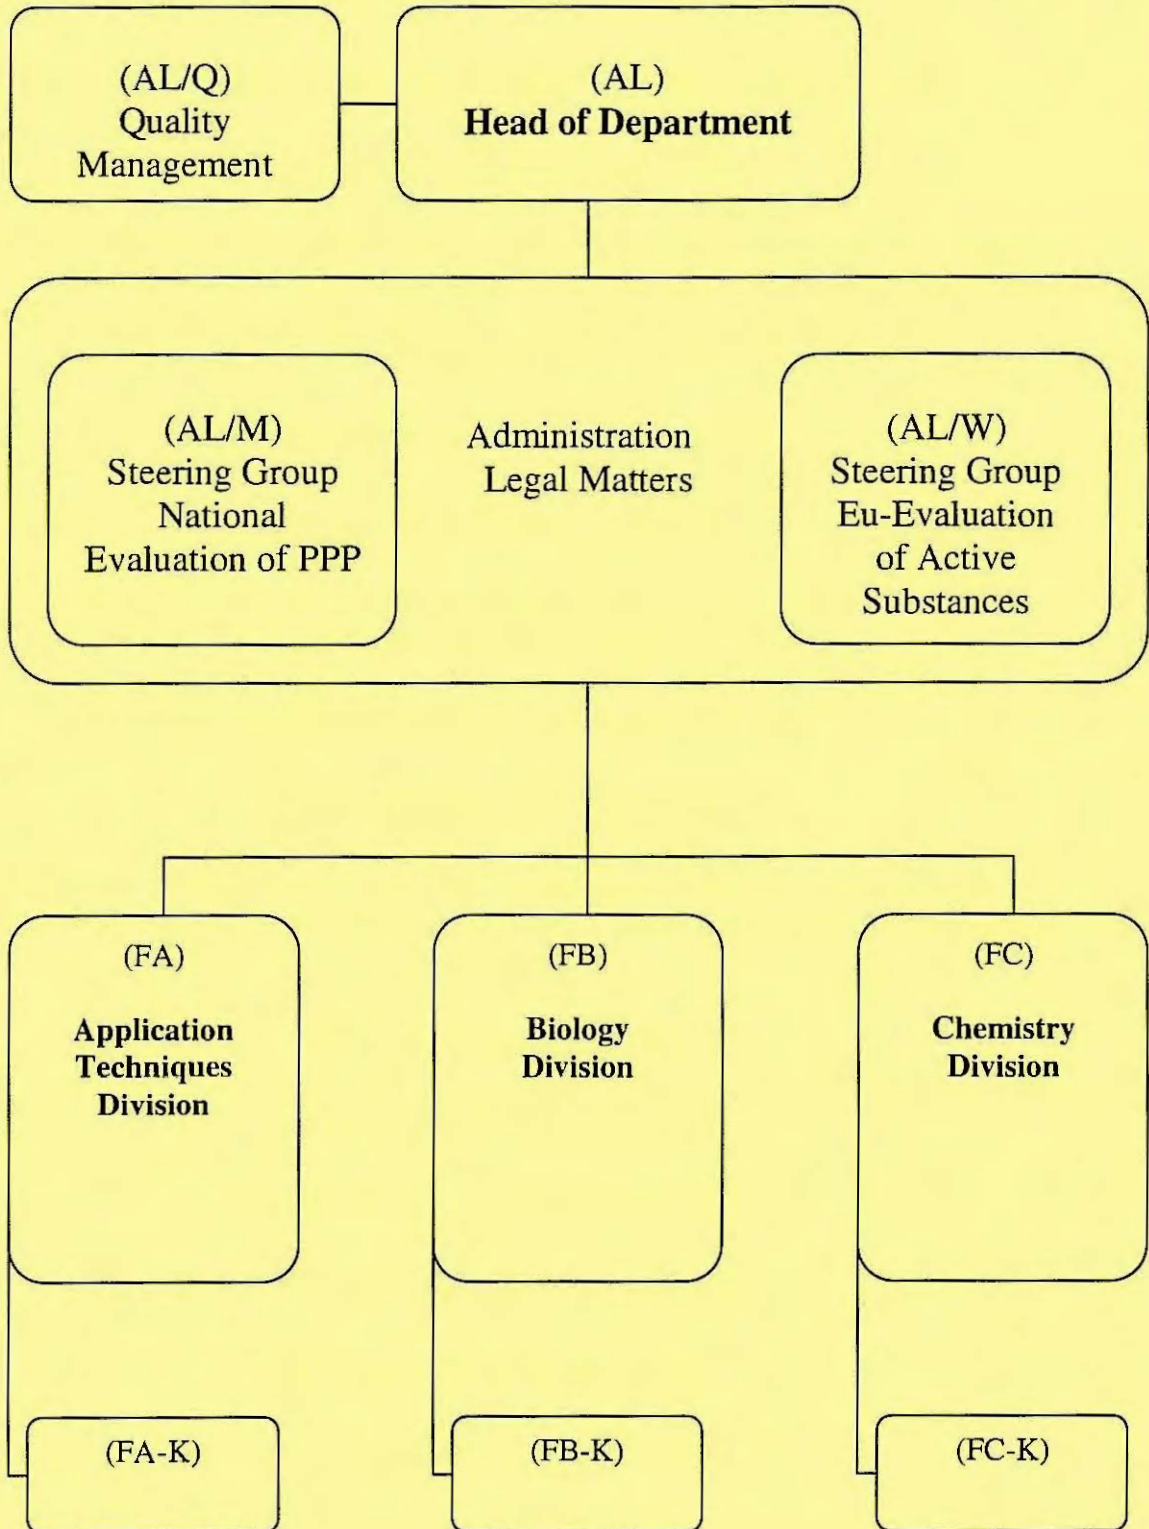 (AL/Q)
Quality
Management
(AL)
Head of Department
(AL/M)
Steering Group
National
Evaluation of PPP
Administration
Legal Matters
(AL/W)
Steering Group
Eu-Evaluation
of Active
Substances
(FA)
Application
Techniques
Division
(FB)
Biology
Division
(FC)
Chemistry
Division
(FA-K)
(FB-K)
(FC-K)